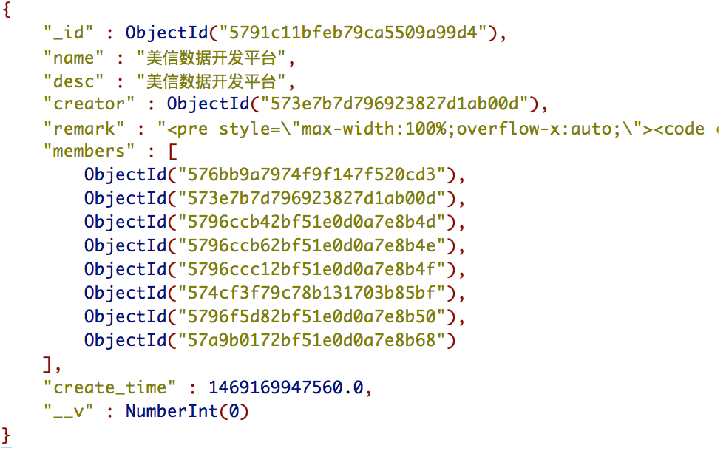 {
"_id" : ObjectId("5791c11bfeb79ca5509a99d4"),
"name" : "美信数据开发平台",
"desc" : "美信数据开发平台",
"creator" : ObjectId("573e7b7d796923827d1ab00d"),
"remark" : "<pre style=\"max-width:100%;overflow-x:auto;\"><code c
"members" : [
ObjectId("576bb9a7974f9f147f520cd3"),
ObjectId("573e7b7d796923827d1ab00d"),
ObjectId("5796ccb42bf51e0d0a7e8b4d"),
ObjectId("5796ccb62bf51e0d0a7e8b4e"),
ObjectId("5796ccc12bf51e0d0a7e8b4f"),
ObjectId("574cf3f79c78b131703b85bf"),
ObjectId("5796f5d82bf51e0d0a7e8b50"),
ObjectId("57a9b0172bf51e0d0a7e8b68")
],
"create_time" : 1469169947560.0,
"__v" : NumberInt(0)
}